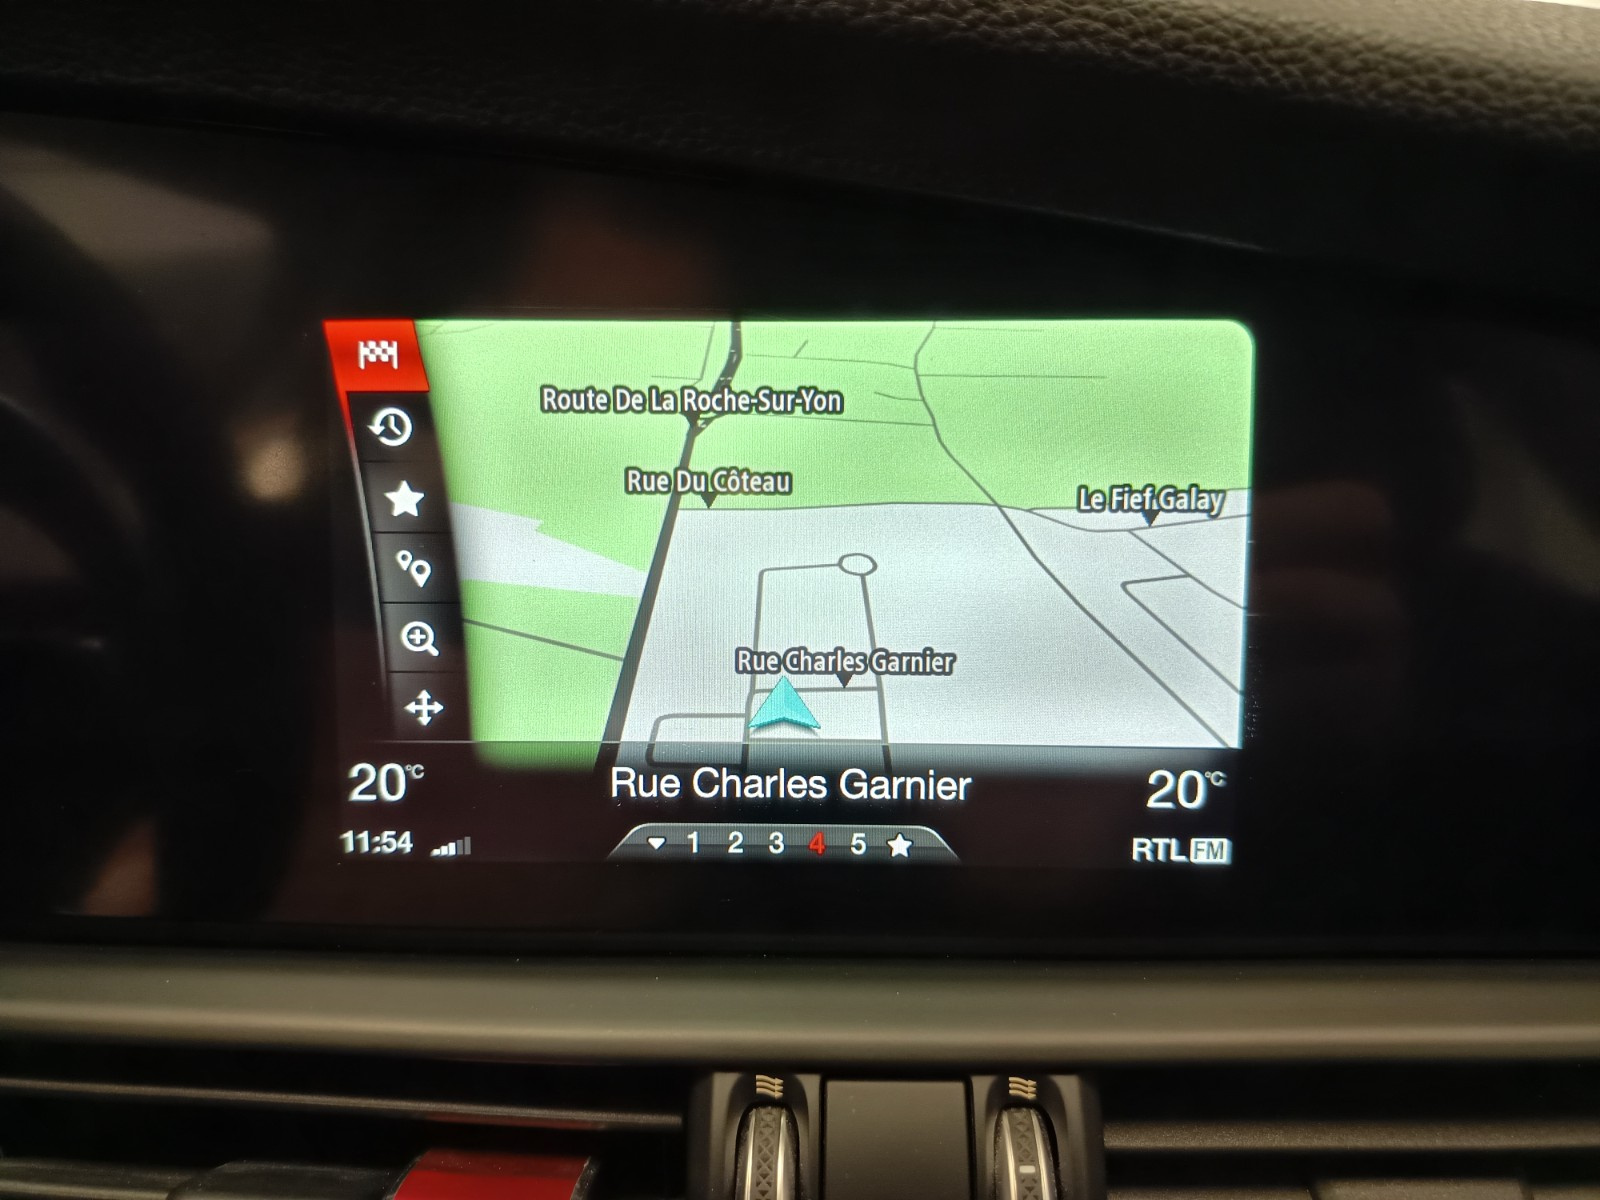 Route De La Roche-Sur-Yon
Rue Du Côteau
Le Fief Galay
Rue Charles Garnier
20°C
Rue Charles Garnier
20°C
11:54
1 2 3 4 5
RTL FM